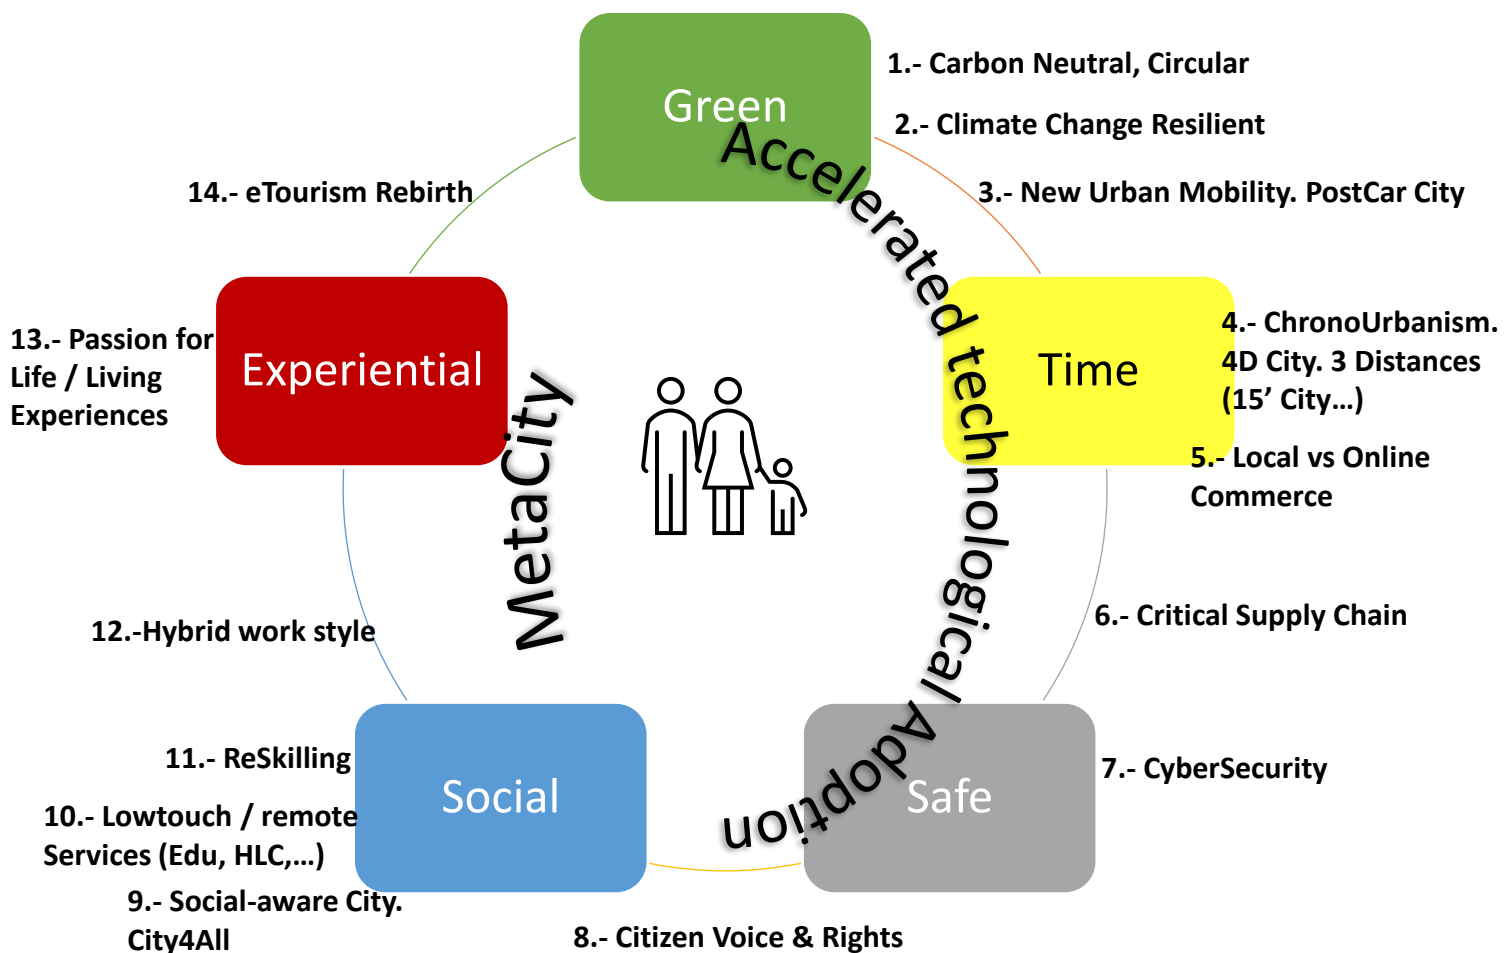 Green
1.- Carbon Neutral, Circular
2.- Climate Change Resilient
3.- New Urban Mobility. PostCar City
Time
4.- ChronoUrbanism.
4D City. 3 Distances
(15’ City…)
5.- Local vs Online
Commerce
6.- Critical Supply Chain
Safe
7.- CyberSecurity
8.- Citizen Voice & Rights
Social
9.- Social-aware City.
City4All
10.- Lowtouch / remote
Services (Edu, HLC,…)
11.- ReSkilling
12.-Hybrid work style
Experiential
13.- Passion for
Life / Living
Experiences
14.- eTourism Rebirth
MetaCity
Accelerated technological Adoption